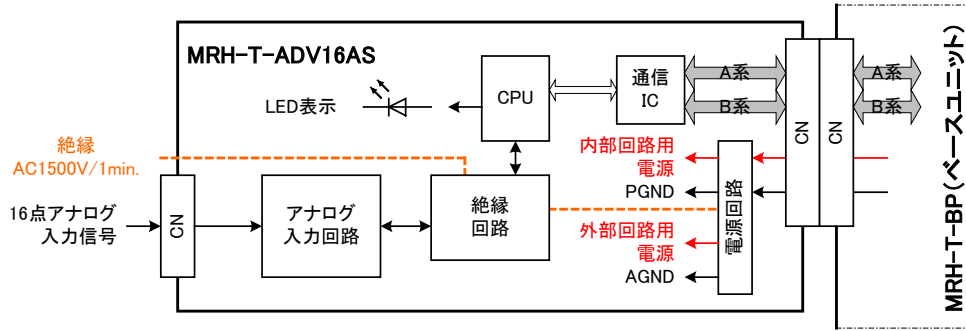 MRH-T-ADV16AS
LED表示
CPU
通信
IC
A系
B系
CN
CN
A系
B系
MRH-T-BP(ベースユニット)
絶縁
AC1500V/1min.
16点アナログ
入力信号
CN
アナログ
入力回路
絶縁
回路
内部回路用
電源
PGND
外部回路用
電源
AGND
電源回路